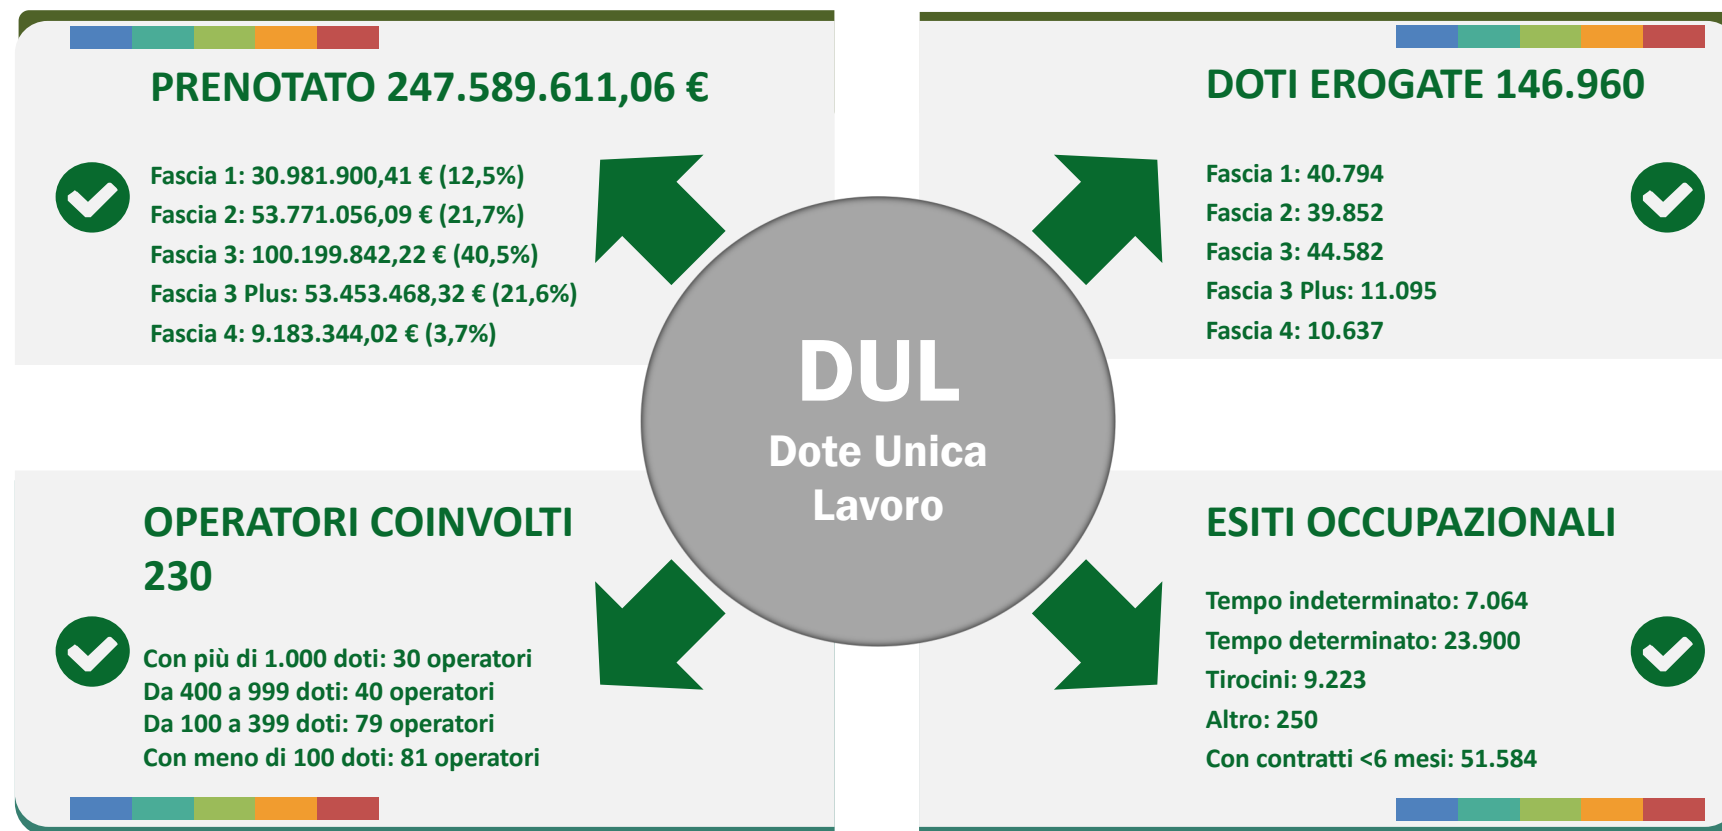 PRENOTATO 247.589.611,06 €
Fascia 1: 30.981.900,41 € (12,5%)
Fascia 2: 53.771.056,09 € (21,7%)
Fascia 3: 100.199.842,22 € (40,5%)
Fascia 3 Plus: 53.453.468,32 € (21,6%)
Fascia 4: 9.183.344,02 € (3,7%)
DOTI EROGATE 146.960
Fascia 1: 40.794
Fascia 2: 39.852
Fascia 3: 44.582
Fascia 3 Plus: 11.095
Fascia 4: 10.637
DUL
Dote Unica
Lavoro
OPERATORI COINVOLTI
230
Con più di 1.000 doti: 30 operatori
Da 400 a 999 doti: 40 operatori
Da 100 a 399 doti: 79 operatori
Con meno di 100 doti: 81 operatori
ESITI OCCUPAZIONALI
Tempo indeterminato: 7.064
Tempo determinato: 23.900
Tirocini: 9.223
Altro: 250
Con contratti <6 mesi: 51.584